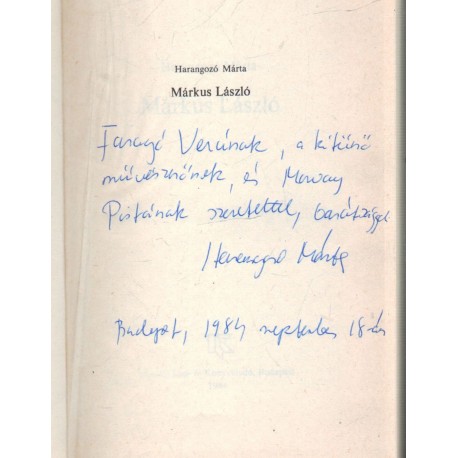 Harangozó Márta
Márkus László
Faragó Verának, a kitűnő
művésznőnek, és Mervay
Pistának szeretettel, barátsággal
Harangozó Márta
Budapest, 1984 szeptember 18-án